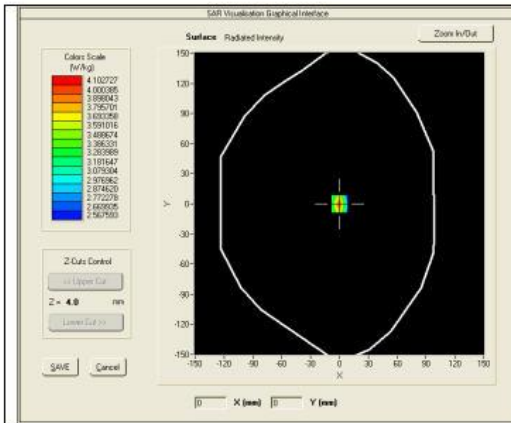 SAR Visualisation Graphical Interface
Surface Radiated Intensity
Zoom In/Out
Colors Scale
(W/kg)
4.102727
4.000385
3.898043
3.795701
3.693358
3.591016
3.488674
3.386331
3.283989
3.181647
3.079304
2.976962
2.874620
2.772278
2.669935
2.567593
Z-Cuts Control
<< Upper Cut
Z = 4.0 mm
Lower Cut >>
SAVE Cancel
150
120
90
60
30
0
-30
-60
-90
-120
-150
Y
-150 -120 -90 -60 -30 0 30 60 90 120 150
X
0 X (mm) 0 Y (mm)